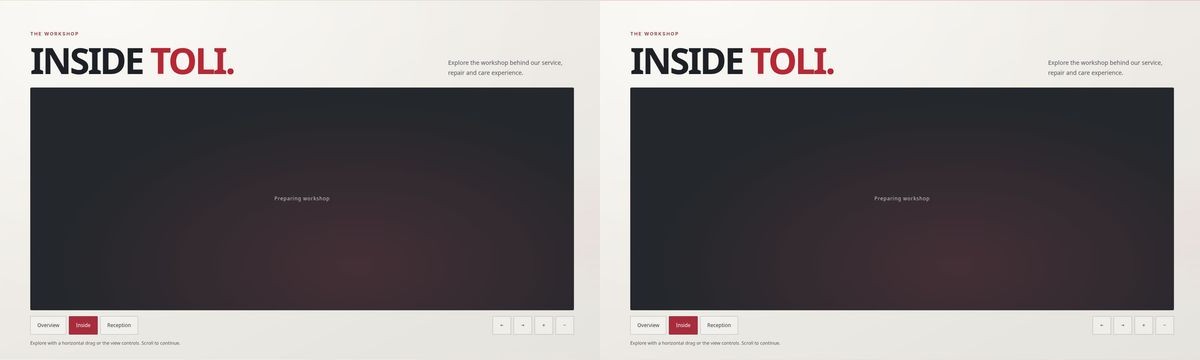 THE WORKSHOP
INSIDE TOLI.
Explore the workshop behind our service,
repair and care experience.
Preparing workshop
Overview Inside Reception ← → + −
Explore with a horizontal drag or the view controls. Scroll to continue.
THE WORKSHOP
INSIDE TOLI.
Explore the workshop behind our service,
repair and care experience.
Preparing workshop
Overview Inside Reception ← → + −
Explore with a horizontal drag or the view controls. Scroll to continue.